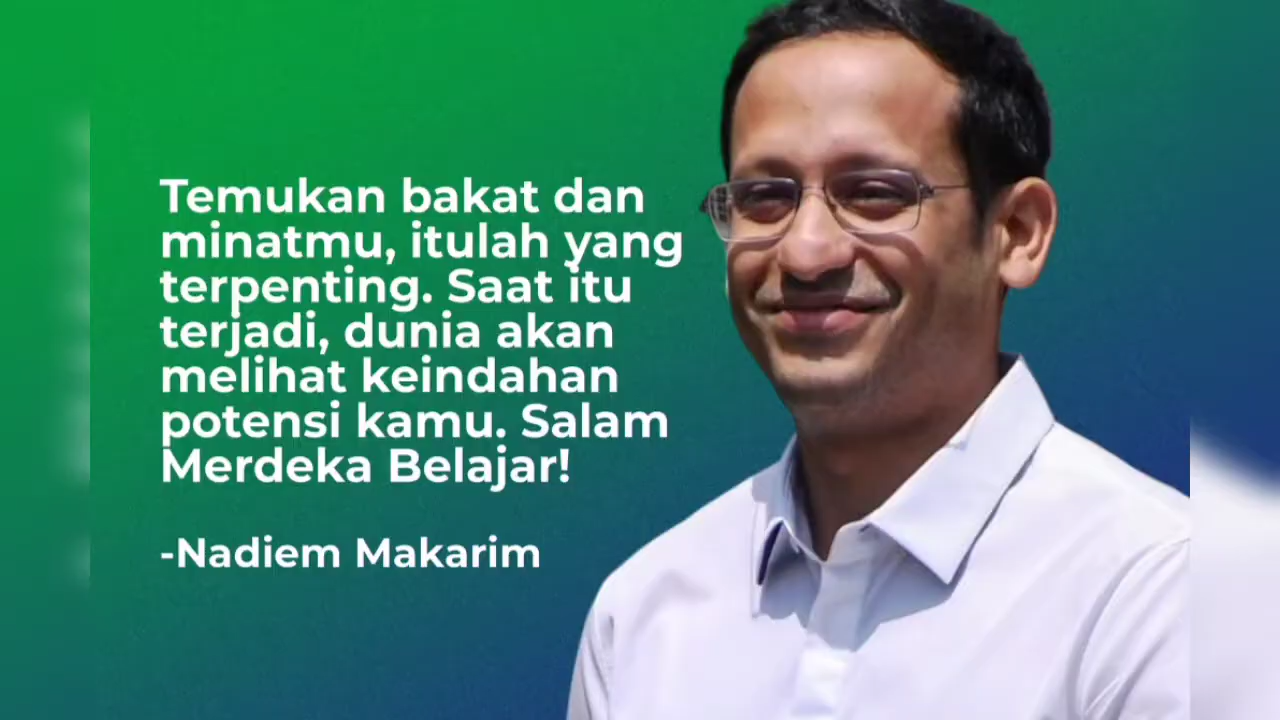 Temukan bakat dan
minatmu, itulah yang
terpenting. Saat itu
terjadi, dunia akan
melihat keindahan
potensi kamu. Salam
Merdeka Belajar!
-Nadiem Makarim